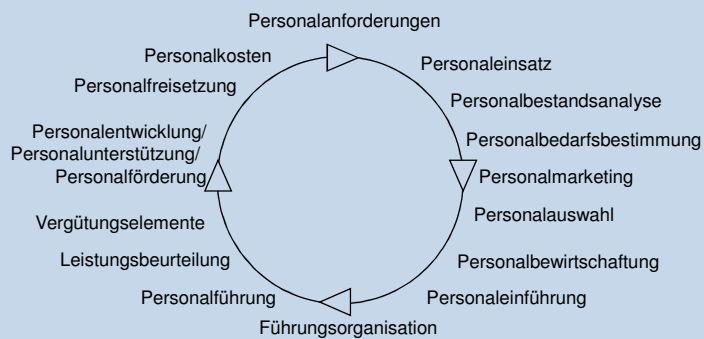 Personalanforderungen
Personaleinsatz
Personalbestandsanalyse
Personalbedarfsbestimmung
Personalmarketing
Personalauswahl
Personalbewirtschaftung
Personaleinführung
Führungsorganisation
Personalführung
Leistungsbeurteilung
Vergütungselemente
Personalentwicklung/
Personalunterstützung/
Personalförderung
Personalfreisetzung
Personalkosten